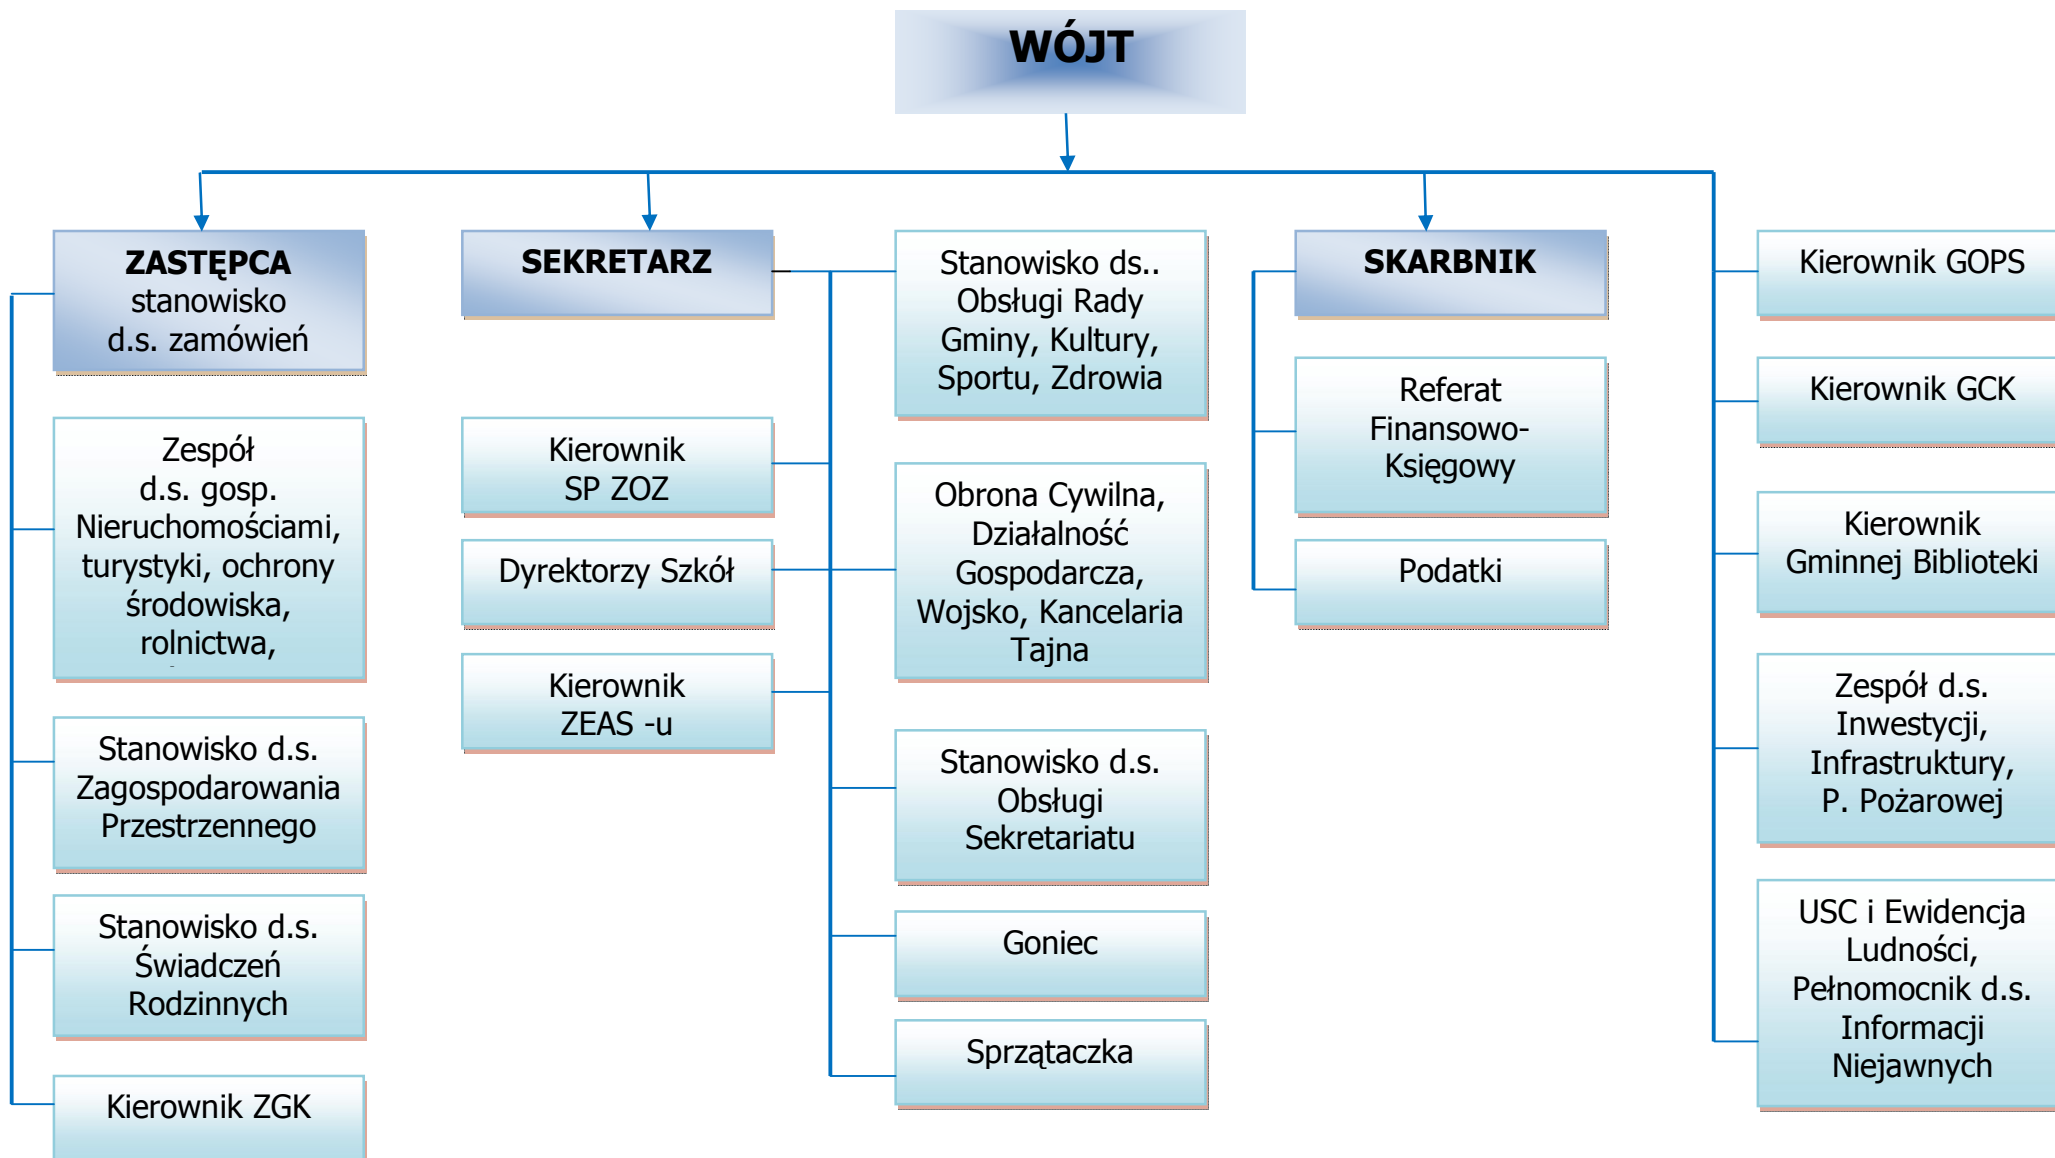 WÓJT
ZASTĘPCA
stanowisko
d.s. zamówień
Zespół
d.s. gosp.
Nieruchomościami,
turystyki, ochrony
środowiska,
rolnictwa,
Stanowisko d.s.
Zagospodarowania
Przestrzennego
Stanowisko d.s.
Świadczeń
Rodzinnych
Kierownik ZGK
SEKRETARZ
Kierownik
SP ZOZ
Dyrektorzy Szkół
Kierownik
ZEAS -u
Stanowisko ds..
Obsługi Rady
Gminy, Kultury,
Sportu, Zdrowia
Obrona Cywilna,
Działalność
Gospodarcza,
Wojsko, Kancelaria
Tajna
Stanowisko d.s.
Obsługi
Sekretariatu
Goniec
Sprzątaczka
SKARBNIK
Referat
Finansowo-
Księgowy
Podatki
Kierownik GOPS
Kierownik GCK
Kierownik
Gminnej Biblioteki
Zespół d.s.
Inwestycji,
Infrastruktury,
P. Pożarowej
USC i Ewidencja
Ludności,
Pełnomocnik d.s.
Informacji
Niejawnych